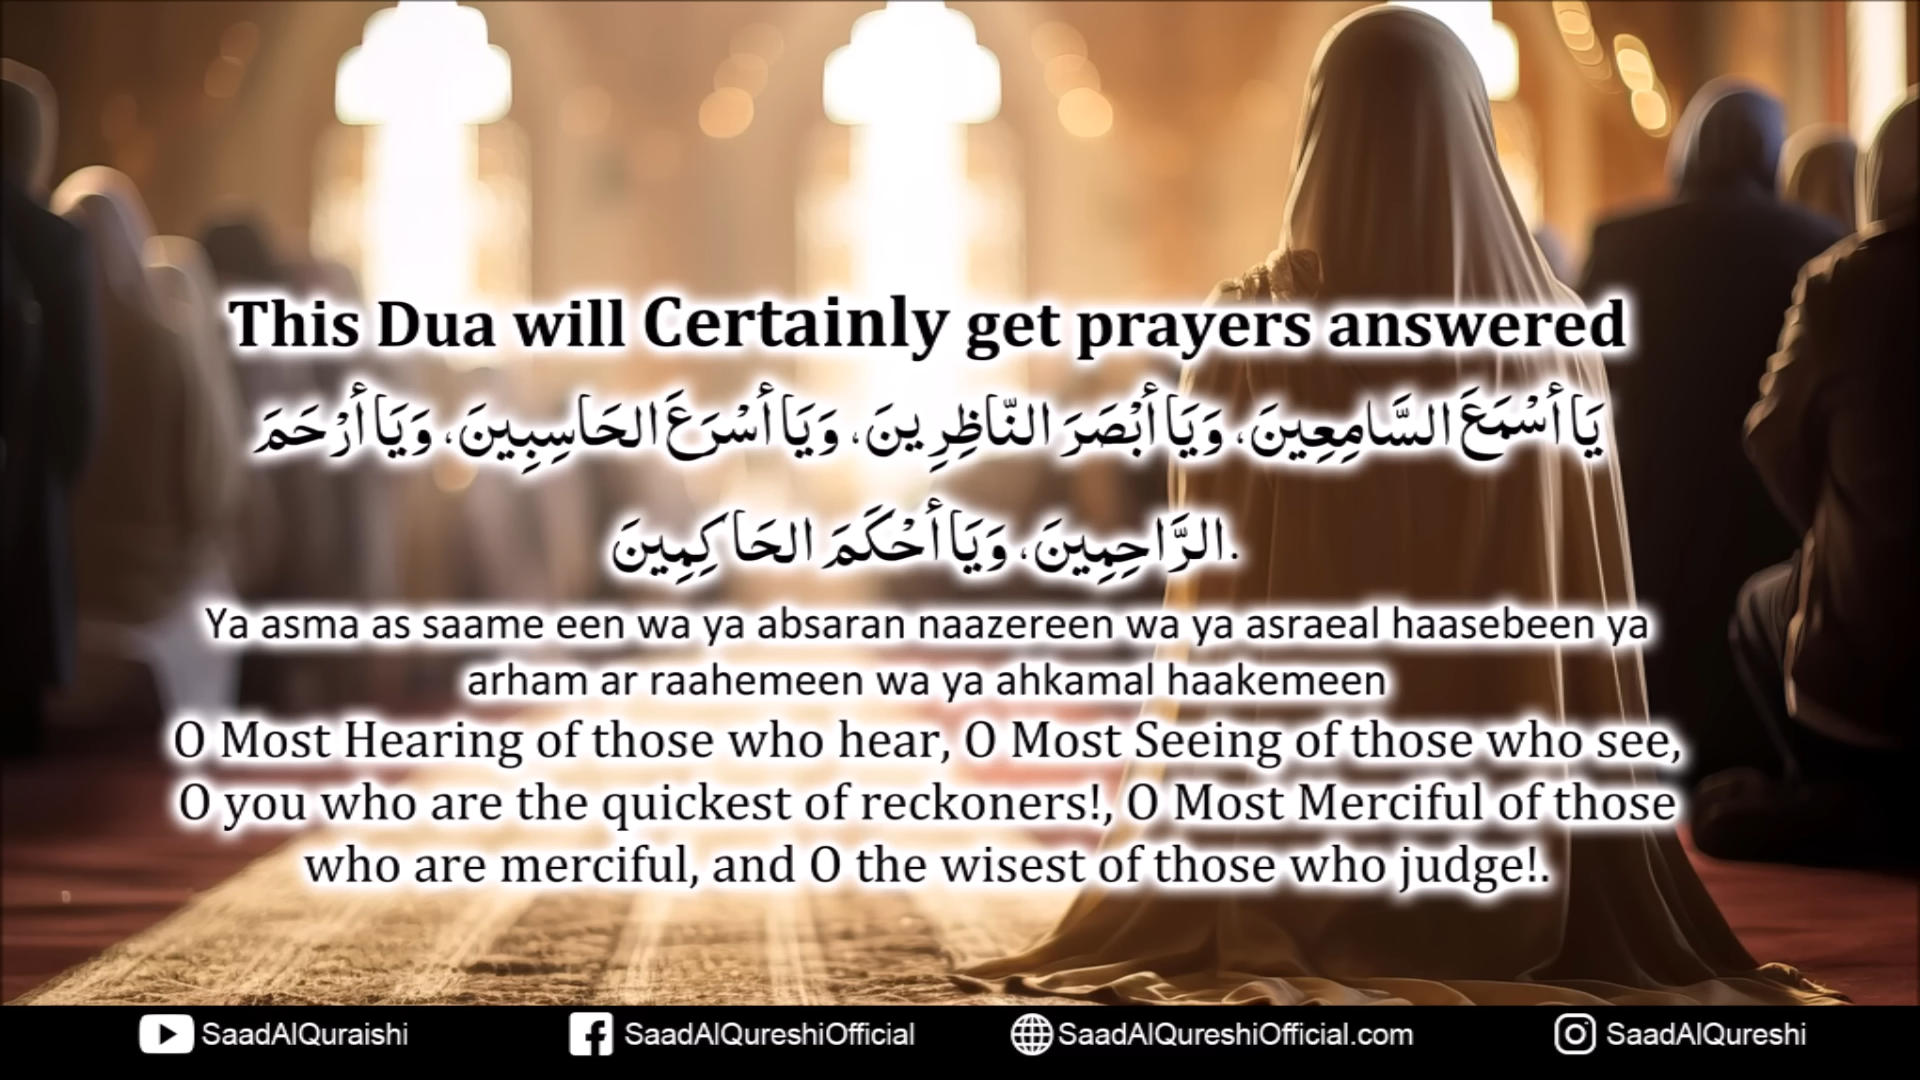 This Dua will Certainly get prayers answered
يَا أَسْمَعَ السَّامِعِينَ، وَيَا أَبْصَرَ النّاظِرِينَ، وَيَا أَسْرَعَ الحَاسِبِينَ، وَيَا أَرْحَمَ
الرَّاحِمِينَ، وَيَا أَحْكَمَ الحَاكِمِينَ.
Ya asma as saame een wa ya absaran naazereen wa ya asraeal haasebeen ya
arham ar raahemeen wa ya ahkamal haakemeen
O Most Hearing of those who hear, O Most Seeing of those who see,
O you who are the quickest of reckoners!, O Most Merciful of those
who are merciful, and O the wisest of those who judge!.
SaadAlQuraishi SaadAlQureshiOfficial SaadAlQureshiOfficial.com SaadAlQureshi